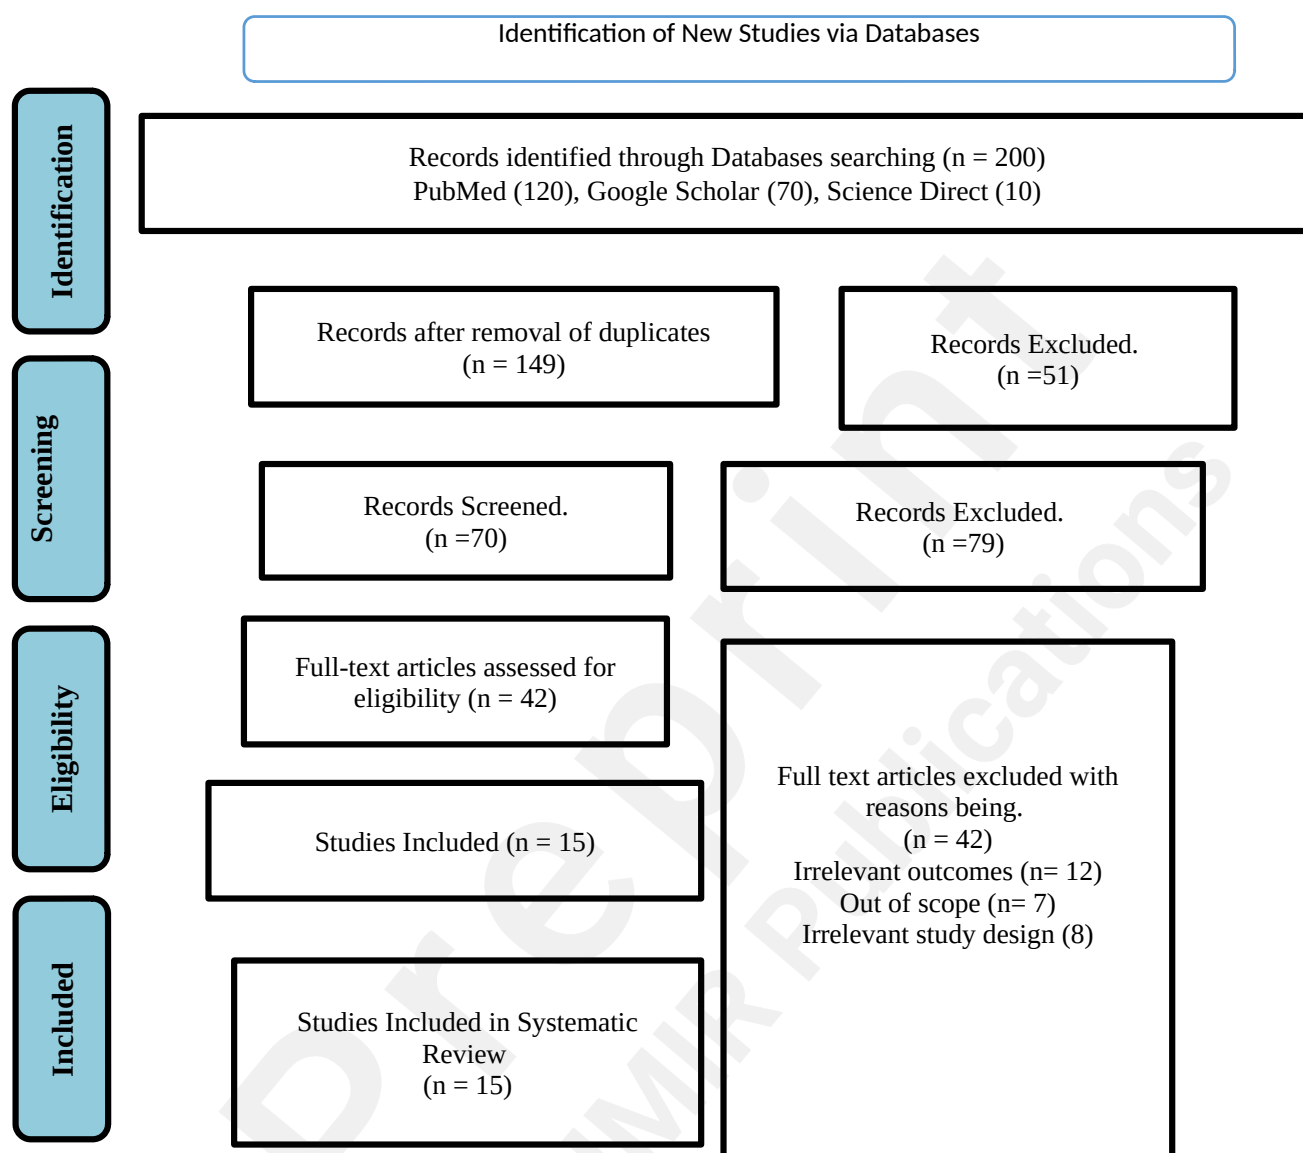 Identification of New Studies via Databases
Identification
Records identified through Databases searching (n = 200)
PubMed (120), Google Scholar (70), Science Direct (10)
Records after removal of duplicates
(n = 149)
Records Excluded.
(n =51)
Screening
Records Screened.
(n =70)
Records Excluded.
(n =79)
Eligibility
Full-text articles assessed for
eligibility (n = 42)
Studies Included (n = 15)
Full text articles excluded with
reasons being.
(n = 42)
Irrelevant outcomes (n= 12)
Out of scope (n= 7)
Irrelevant study design (8)
Included
Studies Included in Systematic
Review
(n = 15)
Preprint
JMIR Publications